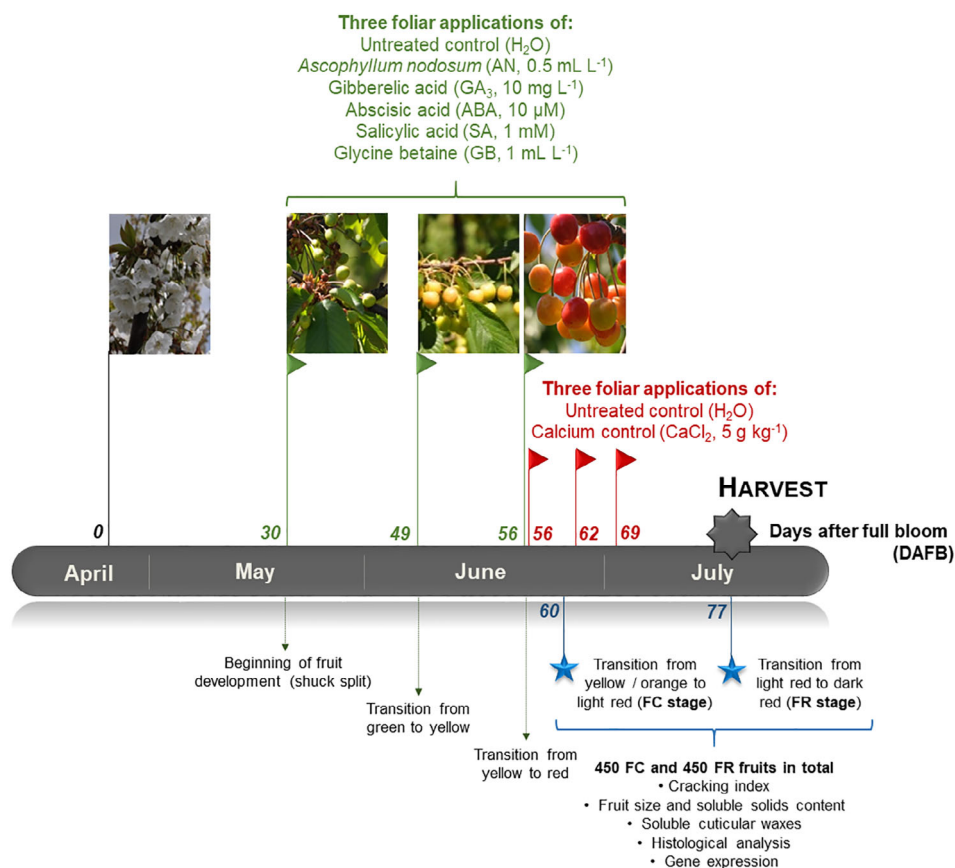 Three foliar applications of:
Untreated control (H₂O)
Ascophyllum nodosum (AN, 0.5 mL L⁻¹)
Gibberelic acid (GA₃, 10 mg L⁻¹)
Abscisic acid (ABA, 10 µM)
Salicylic acid (SA, 1 mM)
Glycine betaine (GB, 1 mL L⁻¹)
Three foliar applications of:
Untreated control (H₂O)
Calcium control (CaCl₂, 5 g kg⁻¹)
HARVEST
0 30 49 56 56 62 69
Days after full bloom
(DAFB)
April May June July
60 77
Beginning of fruit
development (shuck split)
Transition from
green to yellow
Transition from
yellow to red
Transition from
yellow / orange to
light red (FC stage)
Transition from
light red to dark
red (FR stage)
450 FC and 450 FR fruits in total
• Cracking index
• Fruit size and soluble solids content
• Soluble cuticular waxes
• Histological analysis
• Gene expression